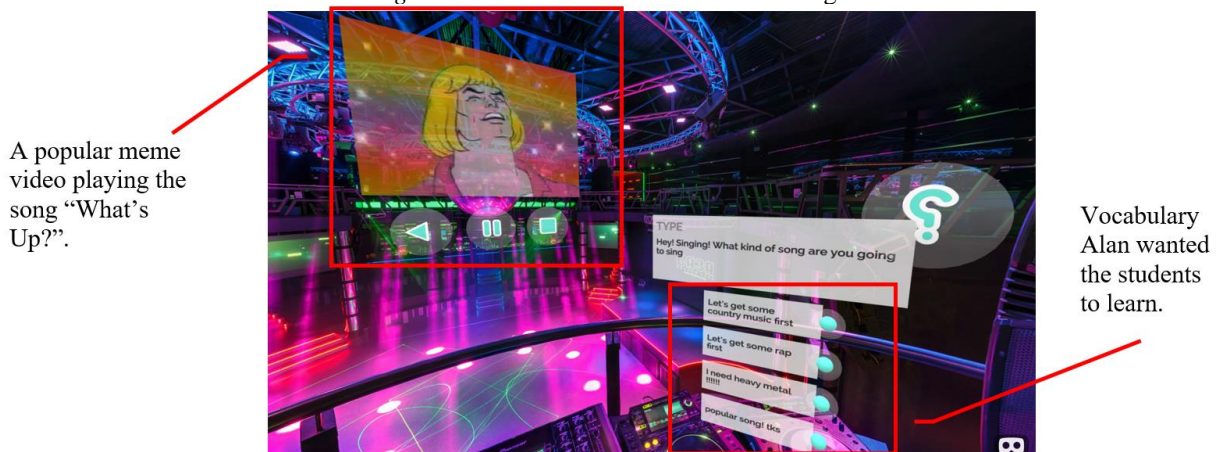 A popular meme
video playing the
song “What’s
Up?”.
TYPE
Hey! Singing! What kind of song are you going
to sing
Let's get some
country music first
Let's get some rap
first
I need heavy metal
!!!!!!
popular song! tks
Vocabulary
Alan wanted
the students
to learn.